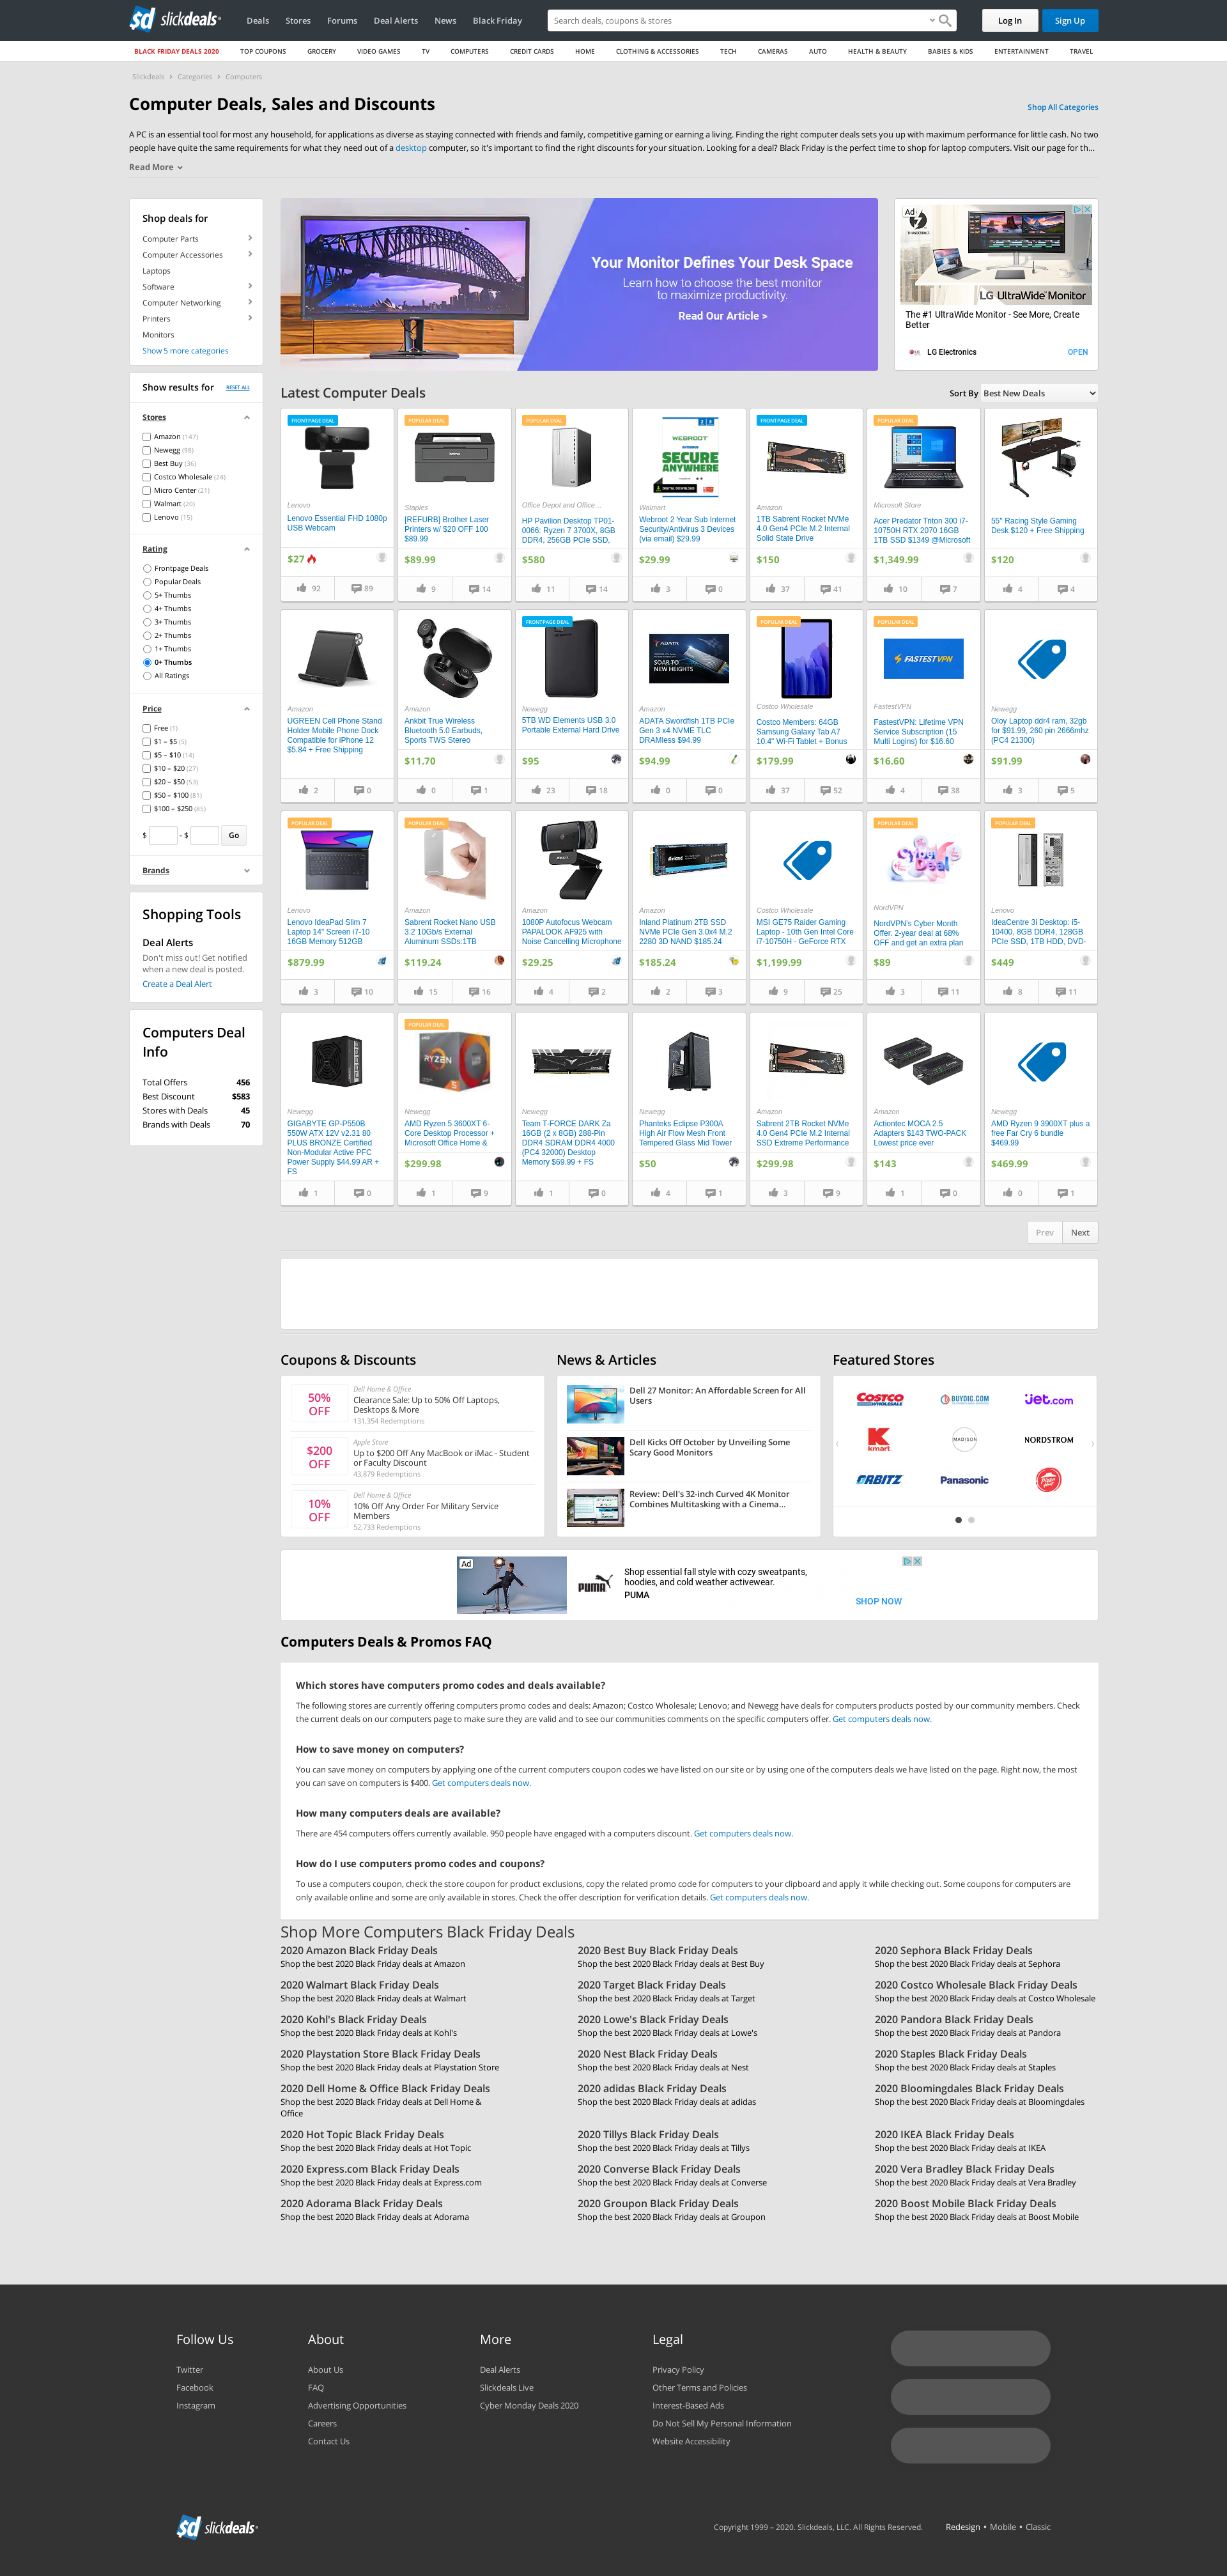 slickdeals
Deals Stores Forums Deal Alerts News Black Friday
Search deals, coupons & stores
Log In
Sign Up
BLACK FRIDAY DEALS 2020 TOP COUPONS GROCERY VIDEO GAMES TV COMPUTERS CREDIT CARDS HOME CLOTHING & ACCESSORIES TECH CAMERAS AUTO HEALTH & BEAUTY BABIES & KIDS ENTERTAINMENT TRAVEL
Slickdeals › Categories › Computers
Computer Deals, Sales and Discounts
Shop All Categories
A PC is an essential tool for most any household, for applications as diverse as staying connected with friends and family, competitive gaming or earning a living. Finding the right computer deals sets you up with maximum performance for little cash. No two
people have quite the same requirements for what they need out of a desktop computer, so it's important to find the right discounts for your situation. Looking for a deal? Black Friday is the perfect time to shop for laptop computers. Visit our page for th...
Read More
Shop deals for
Computer Parts
Computer Accessories
Laptops
Software
Computer Networking
Printers
Monitors
Show 5 more categories
Show results for RESET ALL
Stores
Amazon (147)
Newegg (98)
Best Buy (36)
Costco Wholesale (24)
Micro Center (21)
Walmart (20)
Lenovo (15)
Rating
Frontpage Deals
Popular Deals
5+ Thumbs
4+ Thumbs
3+ Thumbs
2+ Thumbs
1+ Thumbs
0+ Thumbs
All Ratings
Price
Free (1)
$1 – $5 (5)
$5 – $10 (14)
$10 – $20 (27)
$20 – $50 (53)
$50 – $100 (81)
$100 – $250 (85)
$ - $ Go
Brands
Shopping Tools
Deal Alerts
Don't miss out! Get notified
when a new deal is posted.
Create a Deal Alert
Computers Deal
Info
Total Offers 456
Best Discount $583
Stores with Deals 45
Brands with Deals 70
Your Monitor Defines Your Desk Space
Learn how to choose the best monitor
to maximize productivity.
Read Our Article >
Ad
LG UltraWide Monitor
The #1 UltraWide Monitor - See More, Create
Better
LG Electronics
OPEN
Latest Computer Deals
Sort By Best New Deals
FRONTPAGE DEAL
Lenovo
Lenovo Essential FHD 1080p
USB Webcam
$27
92 89
POPULAR DEAL
Staples
[REFURB] Brother Laser
Printers w/ $20 OFF 100
$89.99
$89.99
9 14
POPULAR DEAL
Office Depot and Office...
HP Pavilion Desktop TP01-
0066: Ryzen 7 3700X, 8GB
DDR4, 256GB PCIe SSD,
$580
11 14
WEBROOT
SECURE
ANYWHERE
Walmart
Webroot 2 Year Sub Internet
Security/Antivirus 3 Devices
(via email) $29.99
$29.99
3 0
FRONTPAGE DEAL
Amazon
1TB Sabrent Rocket NVMe
4.0 Gen4 PCIe M.2 Internal
Solid State Drive
$150
37 41
POPULAR DEAL
Microsoft Store
Acer Predator Triton 300 i7-
10750H RTX 2070 16GB
1TB SSD $1349 @Microsoft
$1,349.99
10 7
55" Racing Style Gaming
Desk $120 + Free Shipping
$120
4 4
Amazon
UGREEN Cell Phone Stand
Holder Mobile Phone Dock
Compatible for iPhone 12
$5.84 + Free Shipping
2 0
Amazon
Ankbit True Wireless
Bluetooth 5.0 Earbuds,
Sports TWS Stereo
$11.70
0 1
FRONTPAGE DEAL
Newegg
5TB WD Elements USB 3.0
Portable External Hard Drive
$95
23 18
ADATA
SOAR TO
NEW HEIGHTS
Amazon
ADATA Swordfish 1TB PCIe
Gen 3 x4 NVME TLC
DRAMless $94.99
$94.99
0 0
POPULAR DEAL
Costco Wholesale
Costco Members: 64GB
Samsung Galaxy Tab A7
10.4" Wi-Fi Tablet + Bonus
$179.99
37 52
POPULAR DEAL
FASTESTVPN
FastestVPN
FastestVPN: Lifetime VPN
Service Subscription (15
Multi Logins) for $16.60
$16.60
4 38
Newegg
Oloy Laptop ddr4 ram, 32gb
for $91.99, 260 pin 2666mhz
(PC4 21300)
$91.99
3 5
POPULAR DEAL
Lenovo
Lenovo IdeaPad Slim 7
Laptop 14" Screen i7-10
16GB Memory 512GB
$879.99
3 10
POPULAR DEAL
Amazon
Sabrent Rocket Nano USB
3.2 10Gb/s External
Aluminum SSDs:1TB
$119.24
15 16
Amazon
1080P Autofocus Webcam
PAPALOOK AF925 with
Noise Cancelling Microphone
$29.25
4 2
Inland
Amazon
Inland Platinum 2TB SSD
NVMe PCIe Gen 3.0x4 M.2
2280 3D NAND $185.24
$185.24
2 3
Costco Wholesale
MSI GE75 Raider Gaming
Laptop - 10th Gen Intel Core
i7-10750H - GeForce RTX
$1,199.99
9 25
POPULAR DEAL
Cyber Deal
NordVPN
NordVPN's Cyber Month
Offer. 2-year deal at 68%
OFF and get an extra plan
$89
3 11
POPULAR DEAL
Lenovo
IdeaCentre 3i Desktop: i5-
10400, 8GB DDR4, 128GB
PCIe SSD, 1TB HDD, DVD-
$449
8 11
Newegg
GIGABYTE GP-P550B
550W ATX 12V v2.31 80
PLUS BRONZE Certified
Non-Modular Active PFC
Power Supply $44.99 AR +
FS
1 0
POPULAR DEAL
RYZEN
Newegg
AMD Ryzen 5 3600XT 6-
Core Desktop Processor +
Microsoft Office Home &
$298.98
1 9
Newegg
Team T-FORCE DARK Za
16GB (2 x 8GB) 288-Pin
DDR4 SDRAM DDR4 4000
(PC4 32000) Desktop
Memory $69.99 + FS
1 0
Newegg
Phanteks Eclipse P300A
High Air Flow Mesh Front
Tempered Glass Mid Tower
$50
4 1
Amazon
Sabrent 2TB Rocket NVMe
4.0 Gen4 PCIe M.2 Internal
SSD Extreme Performance
$298.98
3 9
Amazon
Actiontec MOCA 2.5
Adapters $143 TWO-PACK
Lowest price ever
$143
1 0
Newegg
AMD Ryzen 9 3900XT plus a
free Far Cry 6 bundle
$469.99
$469.99
0 1
Prev Next
Coupons & Discounts
50%
OFF
Dell Home & Office
Clearance Sale: Up to 50% Off Laptops,
Desktops & More
131,354 Redemptions
$200
OFF
Apple Store
Up to $200 Off Any MacBook or iMac - Student
or Faculty Discount
43,879 Redemptions
10%
OFF
Dell Home & Office
10% Off Any Order For Military Service
Members
52,733 Redemptions
News & Articles
Dell 27 Monitor: An Affordable Screen for All
Users
Dell Kicks Off October by Unveiling Some
Scary Good Monitors
Review: Dell's 32-inch Curved 4K Monitor
Combines Multitasking with a Cinema...
Featured Stores
COSTCO WHOLESALE
BUYDIG.COM
jet.com
kmart
MADISON
NORDSTROM
ORBITZ
Panasonic
Ad
PUMA
Shop essential fall style with cozy sweatpants,
hoodies, and cold weather activewear.
PUMA
SHOP NOW
Computers Deals & Promos FAQ
Which stores have computers promo codes and deals available?
The following stores are currently offering computers promo codes and deals: Amazon; Costco Wholesale; Lenovo; and Newegg have deals for computers products posted by our community members. Check
the current deals on our computers page to make sure they are valid and to see our communities comments on the specific computers offer. Get computers deals now.
How to save money on computers?
You can save money on computers by applying one of the current computers coupon codes we have listed on our site or by using one of the computers deals we have listed on the page. Right now, the most
you can save on computers is $400. Get computers deals now.
How many computers deals are available?
There are 454 computers offers currently available. 950 people have engaged with a computers discount. Get computers deals now.
How do I use computers promo codes and coupons?
To use a computers coupon, check the store coupon for product exclusions, copy the related promo code for computers to your clipboard and apply it while checking out. Some coupons for computers are
only available online and some are only available in stores. Check the offer description for verification details. Get computers deals now.
Shop More Computers Black Friday Deals
2020 Amazon Black Friday Deals
Shop the best 2020 Black Friday deals at Amazon
2020 Best Buy Black Friday Deals
Shop the best 2020 Black Friday deals at Best Buy
2020 Sephora Black Friday Deals
Shop the best 2020 Black Friday deals at Sephora
2020 Walmart Black Friday Deals
Shop the best 2020 Black Friday deals at Walmart
2020 Target Black Friday Deals
Shop the best 2020 Black Friday deals at Target
2020 Costco Wholesale Black Friday Deals
Shop the best 2020 Black Friday deals at Costco Wholesale
2020 Kohl's Black Friday Deals
Shop the best 2020 Black Friday deals at Kohl's
2020 Lowe's Black Friday Deals
Shop the best 2020 Black Friday deals at Lowe's
2020 Pandora Black Friday Deals
Shop the best 2020 Black Friday deals at Pandora
2020 Playstation Store Black Friday Deals
Shop the best 2020 Black Friday deals at Playstation Store
2020 Nest Black Friday Deals
Shop the best 2020 Black Friday deals at Nest
2020 Staples Black Friday Deals
Shop the best 2020 Black Friday deals at Staples
2020 Dell Home & Office Black Friday Deals
Shop the best 2020 Black Friday deals at Dell Home &
Office
2020 adidas Black Friday Deals
Shop the best 2020 Black Friday deals at adidas
2020 Bloomingdales Black Friday Deals
Shop the best 2020 Black Friday deals at Bloomingdales
2020 Hot Topic Black Friday Deals
Shop the best 2020 Black Friday deals at Hot Topic
2020 Tillys Black Friday Deals
Shop the best 2020 Black Friday deals at Tillys
2020 IKEA Black Friday Deals
Shop the best 2020 Black Friday deals at IKEA
2020 Express.com Black Friday Deals
Shop the best 2020 Black Friday deals at Express.com
2020 Converse Black Friday Deals
Shop the best 2020 Black Friday deals at Converse
2020 Vera Bradley Black Friday Deals
Shop the best 2020 Black Friday deals at Vera Bradley
2020 Adorama Black Friday Deals
Shop the best 2020 Black Friday deals at Adorama
2020 Groupon Black Friday Deals
Shop the best 2020 Black Friday deals at Groupon
2020 Boost Mobile Black Friday Deals
Shop the best 2020 Black Friday deals at Boost Mobile
Follow Us
Twitter
Facebook
Instagram
About
About Us
FAQ
Advertising Opportunities
Careers
Contact Us
More
Deal Alerts
Slickdeals Live
Cyber Monday Deals 2020
Legal
Privacy Policy
Other Terms and Policies
Interest-Based Ads
Do Not Sell My Personal Information
Website Accessibility
slickdeals
Copyright 1999 – 2020. Slickdeals, LLC. All Rights Reserved. Redesign • Mobile • Classic